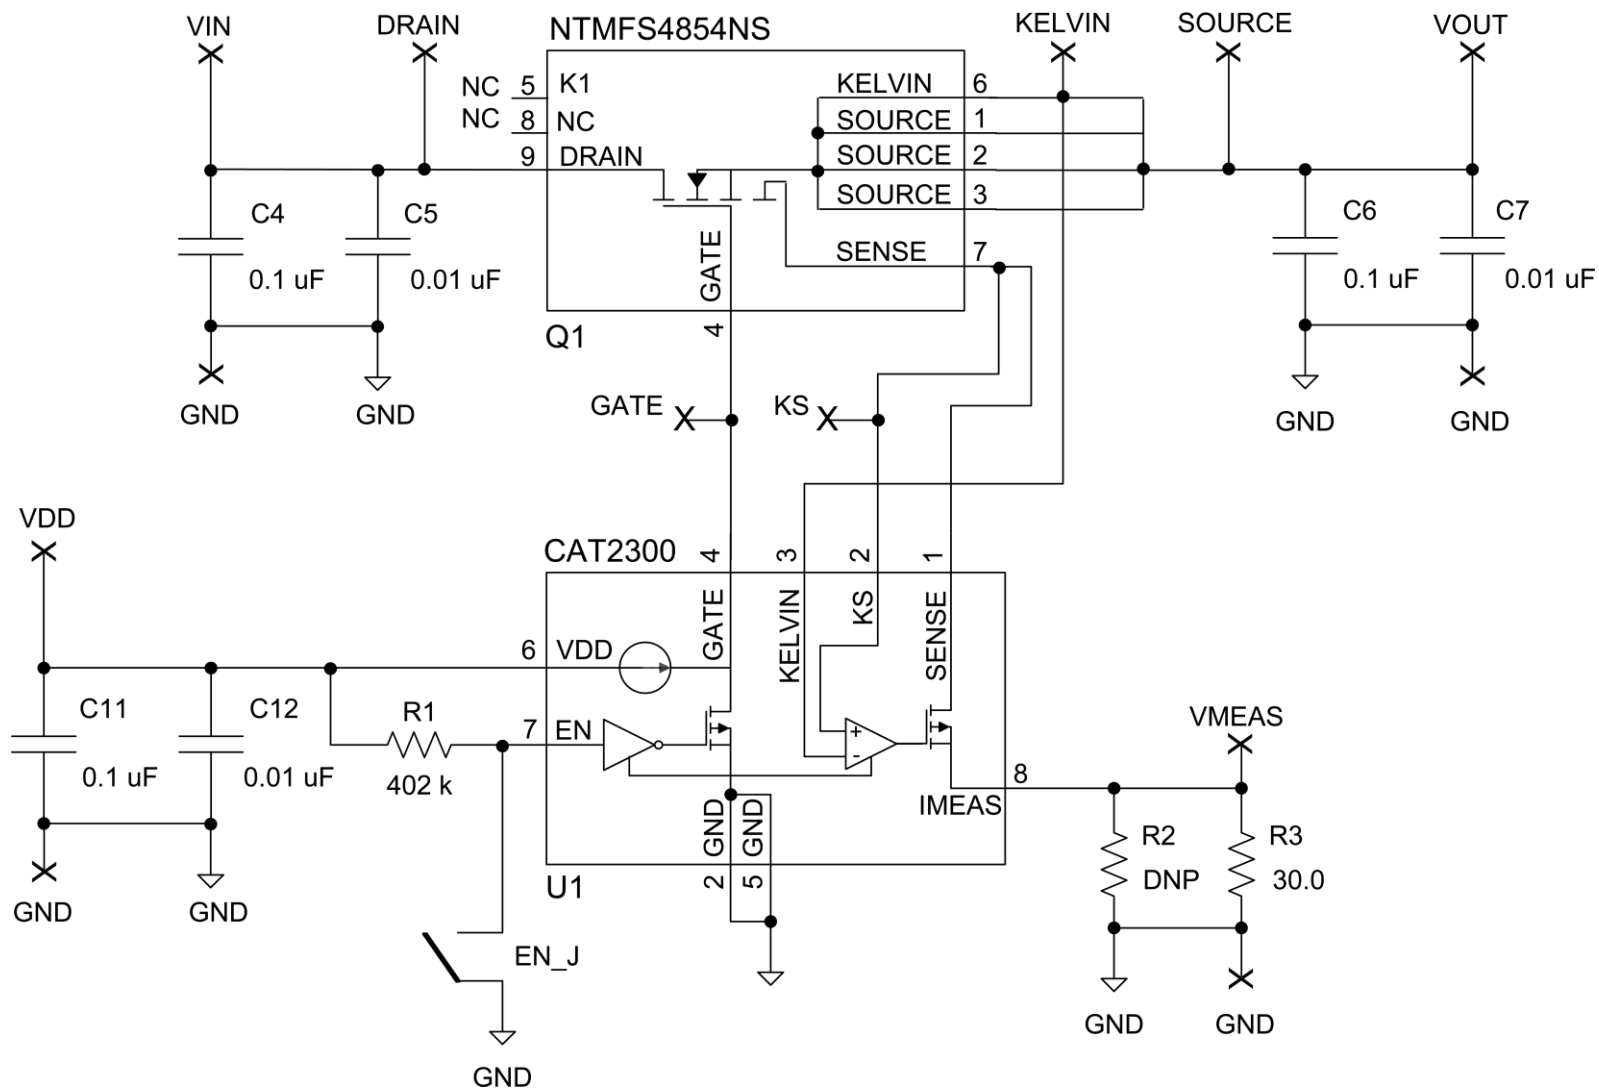 VIN
DRAIN
NTMFS4854NS
KELVIN
SOURCE
VOUT
NC 5 K1
NC 8 NC
9 DRAIN
KELVIN 6
SOURCE 1
SOURCE 2
SOURCE 3
SENSE 7
GATE
4
Q1
C4
0.1 uF
C5
0.01 uF
GND
GND
C6
0.1 uF
C7
0.01 uF
GND
GND
GATE
KS
VDD
CAT2300
4
3
2
1
GATE
KELVIN
KS
SENSE
6 VDD
7 EN
C11
0.1 uF
C12
0.01 uF
R1
402 k
GND
GND
+
-
IMEAS
8
VMEAS
GND
GND
2
5
U1
R2
DNP
R3
30.0
EN_J
GND
GND
GND